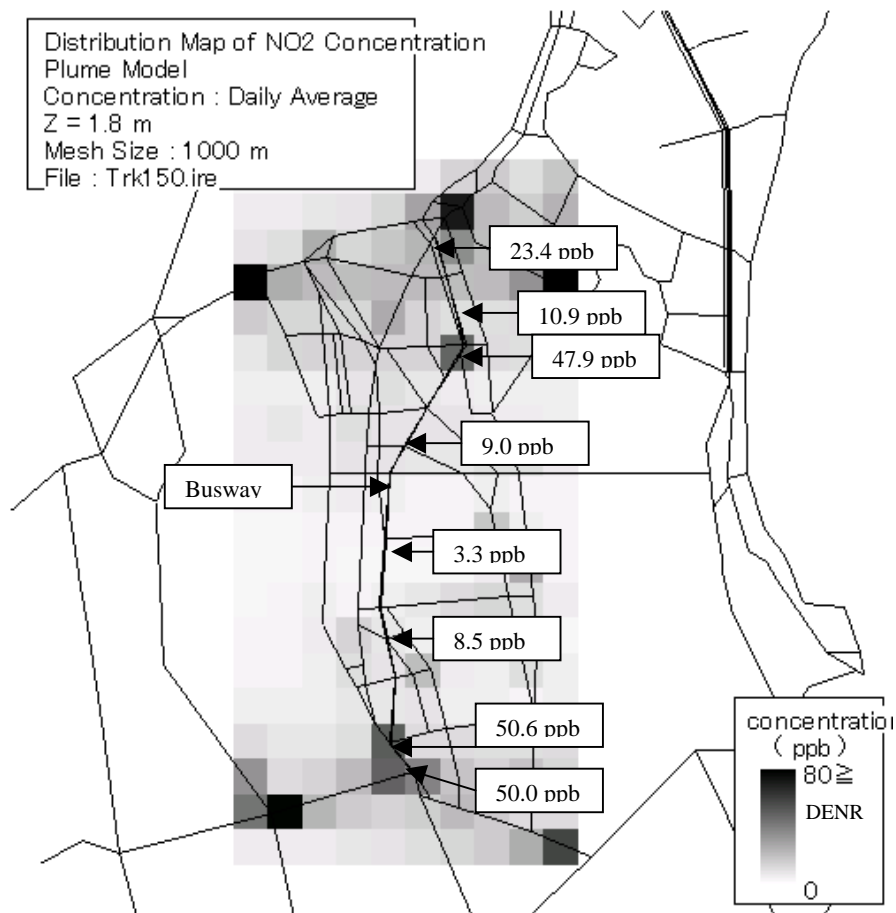 Distribution Map of NO2 Concentration
Plume Model
Concentration : Daily Average
Z = 1.8 m
Mesh Size : 1000 m
File : Trk150.ire
23.4 ppb
10.9 ppb
47.9 ppb
9.0 ppb
Busway
3.3 ppb
8.5 ppb
50.6 ppb
50.0 ppb
concentration
( ppb)
80≧
DENR
0